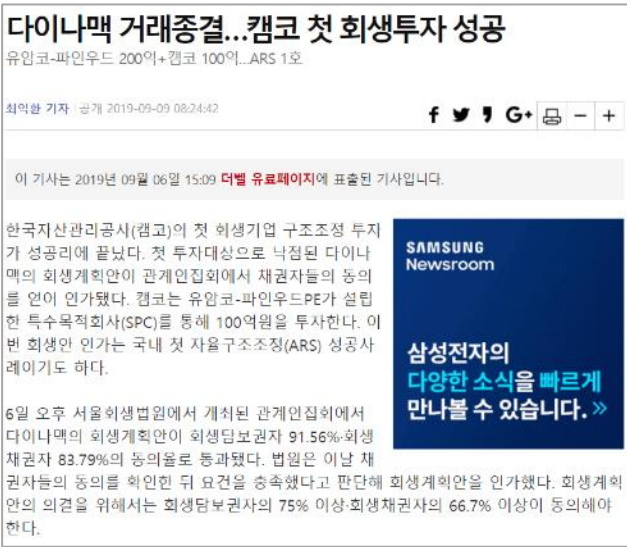 다이나맥 거래종결...캠코 첫 회생투자 성공
유암코-파인우드 200억+캠코 100억...ARS 1호
최익환 기자 공개 2019-09-09 08:24:42
f G+ - +
이 기사는 2019년 09월 06일 15:09 더벨 유료페이지에 표출된 기사입니다.
한국자산관리공사(캠코)의 첫 회생기업 구조조정 투자
가 성공리에 끝났다. 첫 투자대상으로 낙점된 다이나
맥의 회생계획안이 관계인집회에서 채권자들의 동의
를 얻어 인가됐다. 캠코는 유암코-파인우드PE가 설립
한 특수목적회사(SPC)를 통해 100억원을 투자한다. 이
번 회생안 인가는 국내 첫 자율구조조정(ARS) 성공사
례이기도 하다.
SAMSUNG
Newsroom
삼성전자의
다양한 소식을 빠르게
만나볼 수 있습니다. »
6일 오후 서울회생법원에서 개최된 관계인집회에서
다이나맥의 회생계획안이 회생담보권자 91.56%·회생
채권자 83.79%의 동의율로 통과됐다. 법원은 이날 채
권자들의 동의를 확인한 뒤 요건을 충족했다고 판단해 회생계획안을 인가했다. 회생계획
안의 의결을 위해서는 회생담보권자의 75% 이상·회생채권자의 66.7% 이상이 동의해야
한다.